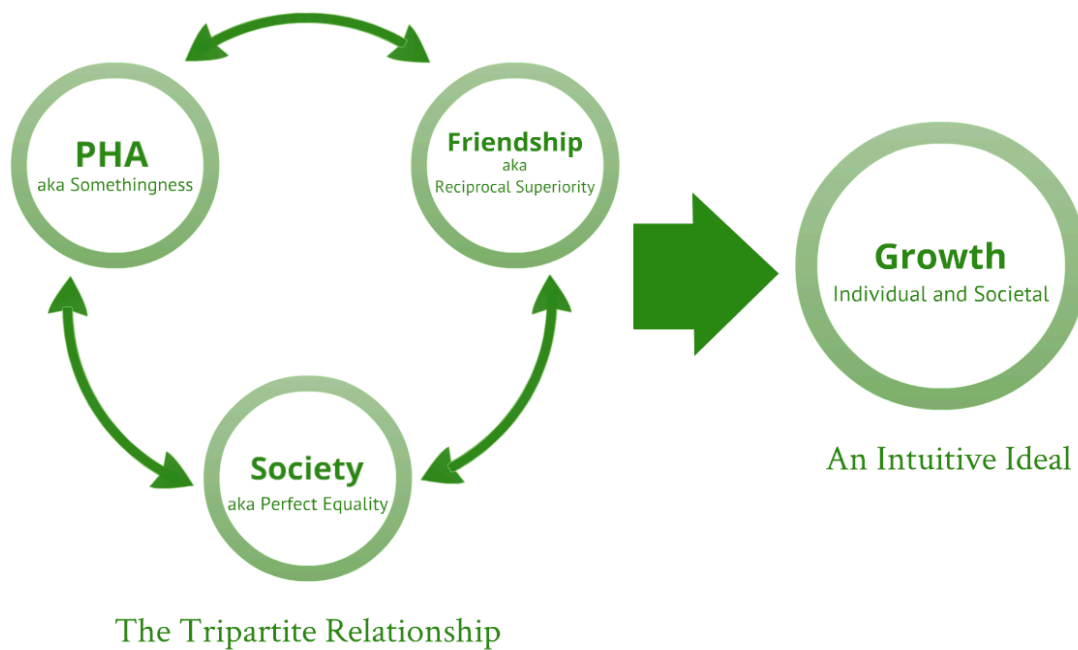 PHA
aka Somethingness
Friendship
aka
Reciprocal Superiority
Growth
Individual and Societal
Society
aka Perfect Equality
An Intuitive Ideal
The Tripartite Relationship